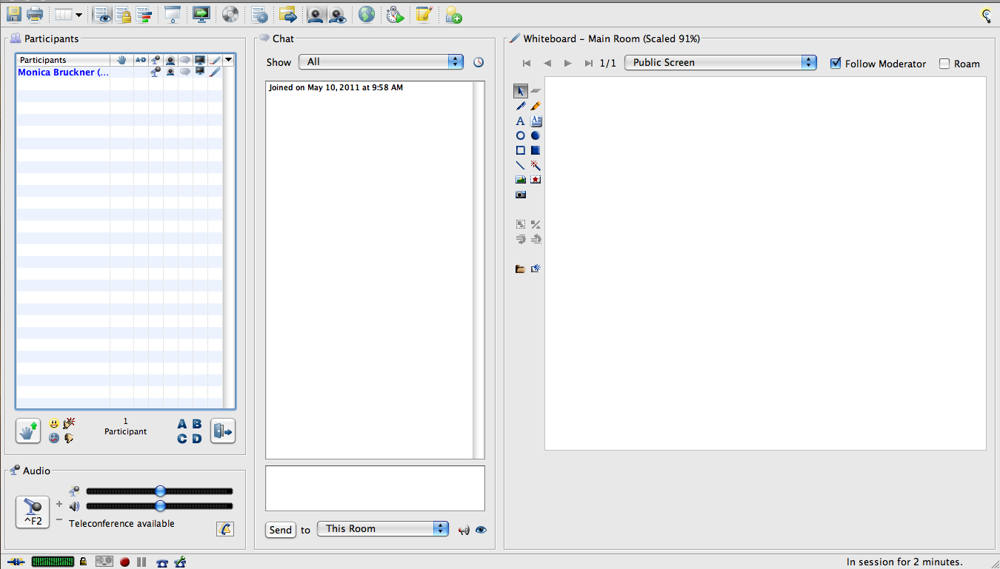 Participants
Participants A-D
Monica Bruckner (...
1
Participant
A B
C D
Audio
^F2
Teleconference available
Chat
Show All
Joined on May 10, 2011 at 9:58 AM
Send to This Room
Whiteboard - Main Room (Scaled 91%)
1/1 Public Screen Follow Moderator Roam
A A
In session for 2 minutes.